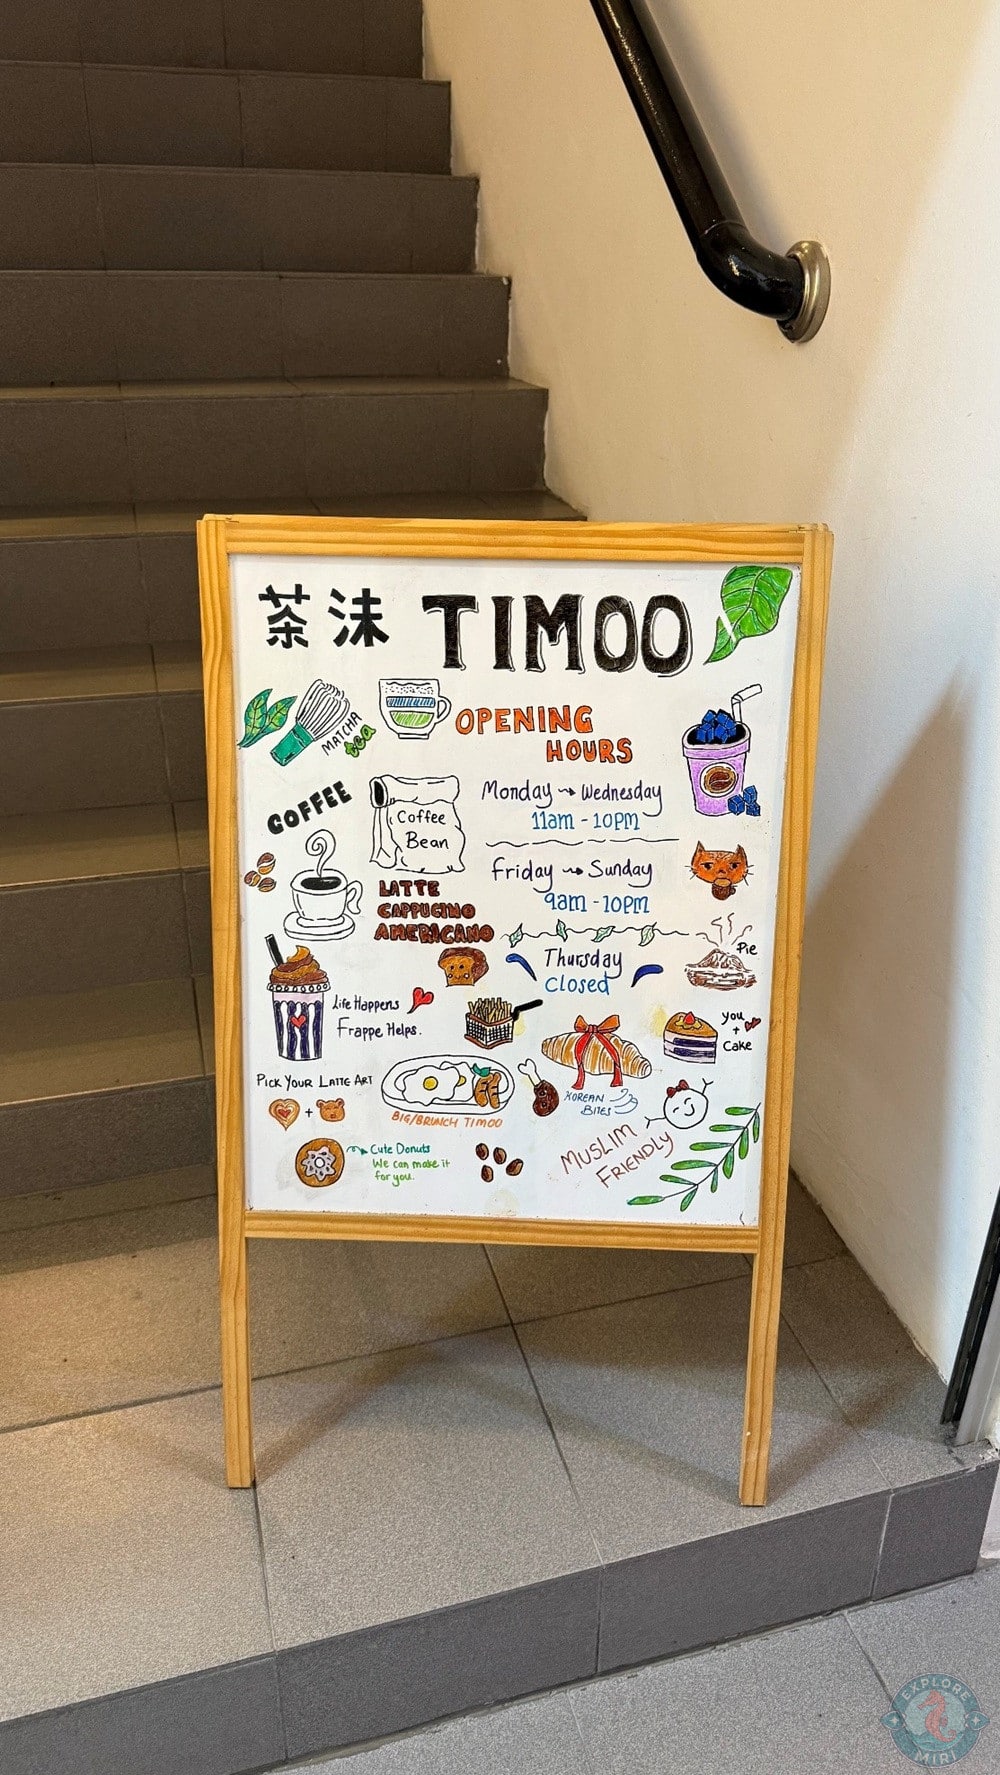 茶沫 TIMOO
MATCHA
tea
OPENING
HOURS
COFFEE
Coffee
Bean
Monday → Wednesday
11am - 10PM
Friday → Sunday
9am - 10PM
LATTE
CAPPUCINO
AMERICANO
Thursday
Closed
Pie
Life Happens
Frappe Helps.
you
+
Cake
PICK YOUR LATTE ART
+
BIG/BRUNCH TIMOO
KOREAN
BITES
MUSLIM
FRIENDLY
Cute Donuts
We can make it
for you.
EXPLORE
MIRI